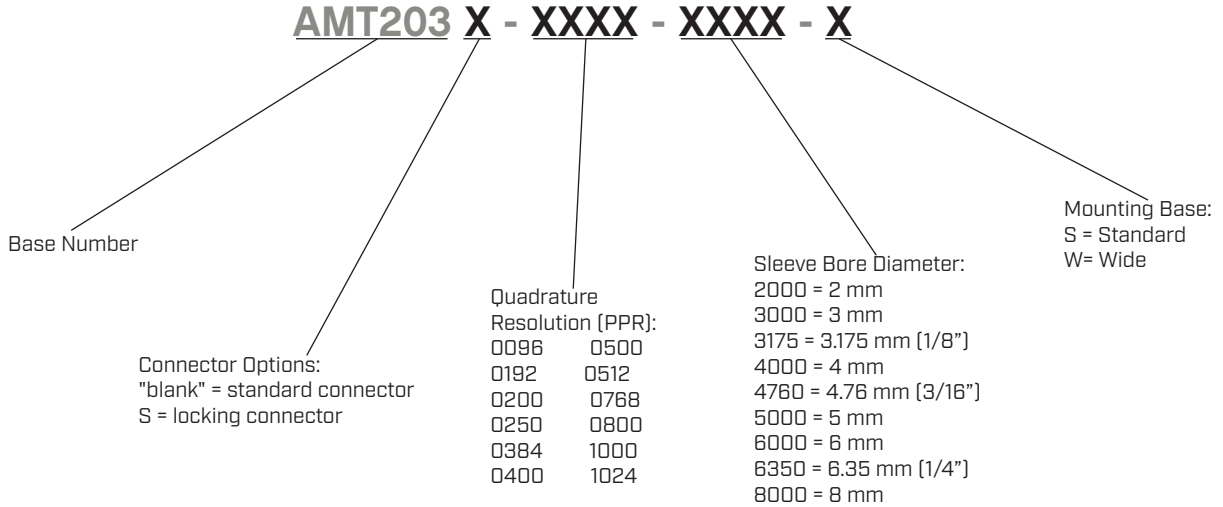 AMT203 X - XXXX - XXXX - X
Base Number
Connector Options:
"blank" = standard connector
S = locking connector
Quadrature
Resolution (PPR):
0096 0500
0192 0512
0200 0768
0250 0800
0384 1000
0400 1024
Sleeve Bore Diameter:
2000 = 2 mm
3000 = 3 mm
3175 = 3.175 mm (1/8”)
4000 = 4 mm
4760 = 4.76 mm (3/16”)
5000 = 5 mm
6000 = 6 mm
6350 = 6.35 mm (1/4”)
8000 = 8 mm
Mounting Base:
S = Standard
W= Wide